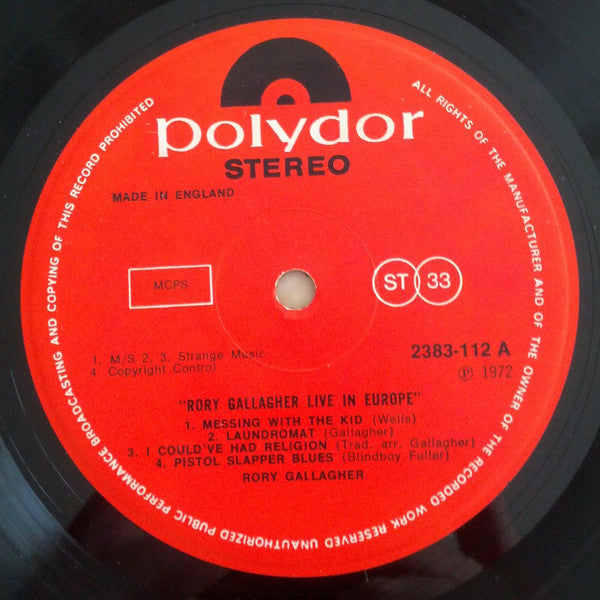 polydor
STEREO
MADE IN ENGLAND
MCPS
ST 33
1. M/S 2. 3. Strange Music
4. Copyright Control
2383-112 A
℗ 1972
"RORY GALLAGHER LIVE IN EUROPE"
1. MESSING WITH THE KID (Wells)
2. LAUNDROMAT (Gallagher)
3. I COULD'VE HAD RELIGION (Trad. arr. Gallagher)
4. PISTOL SLAPPER BLUES (Blindboy Fuller)
RORY GALLAGHER
ALL RIGHTS OF THE MANUFACTURER AND OF THE OWNER OF THE RECORDED WORK RESERVED UNAUTHORIZED PUBLIC PERFORMANCE BROADCASTING AND COPYING OF THIS RECORD PROHIBITED